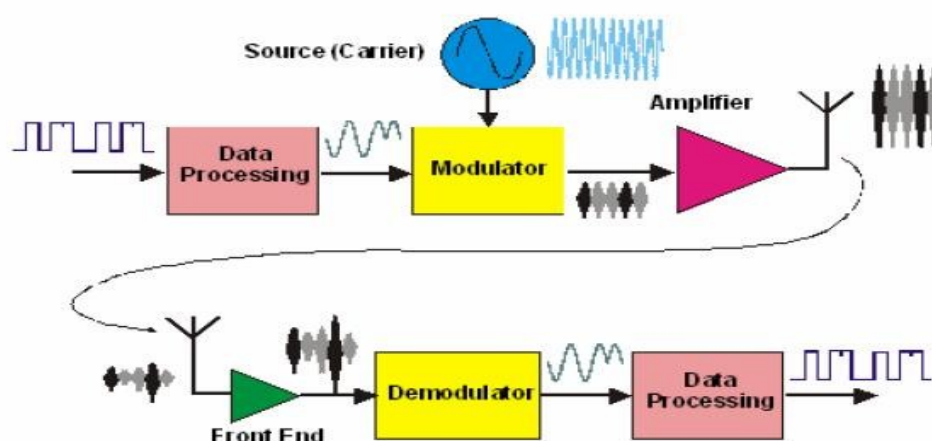 Source (Carrier)
Amplifier
Data
Processing
Modulator
Demodulator
Data
Processing
Front End